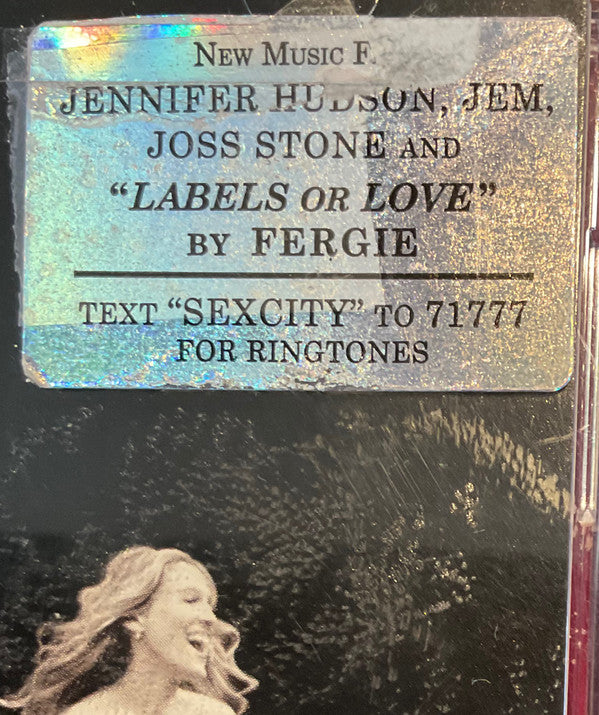 NEW MUSIC
JENNIFER HUDSON, JEM,
JOSS STONE AND
"LABELS OR LOVE"
BY FERGIE
TEXT "SEXCITY" TO 71777
FOR RINGTONES